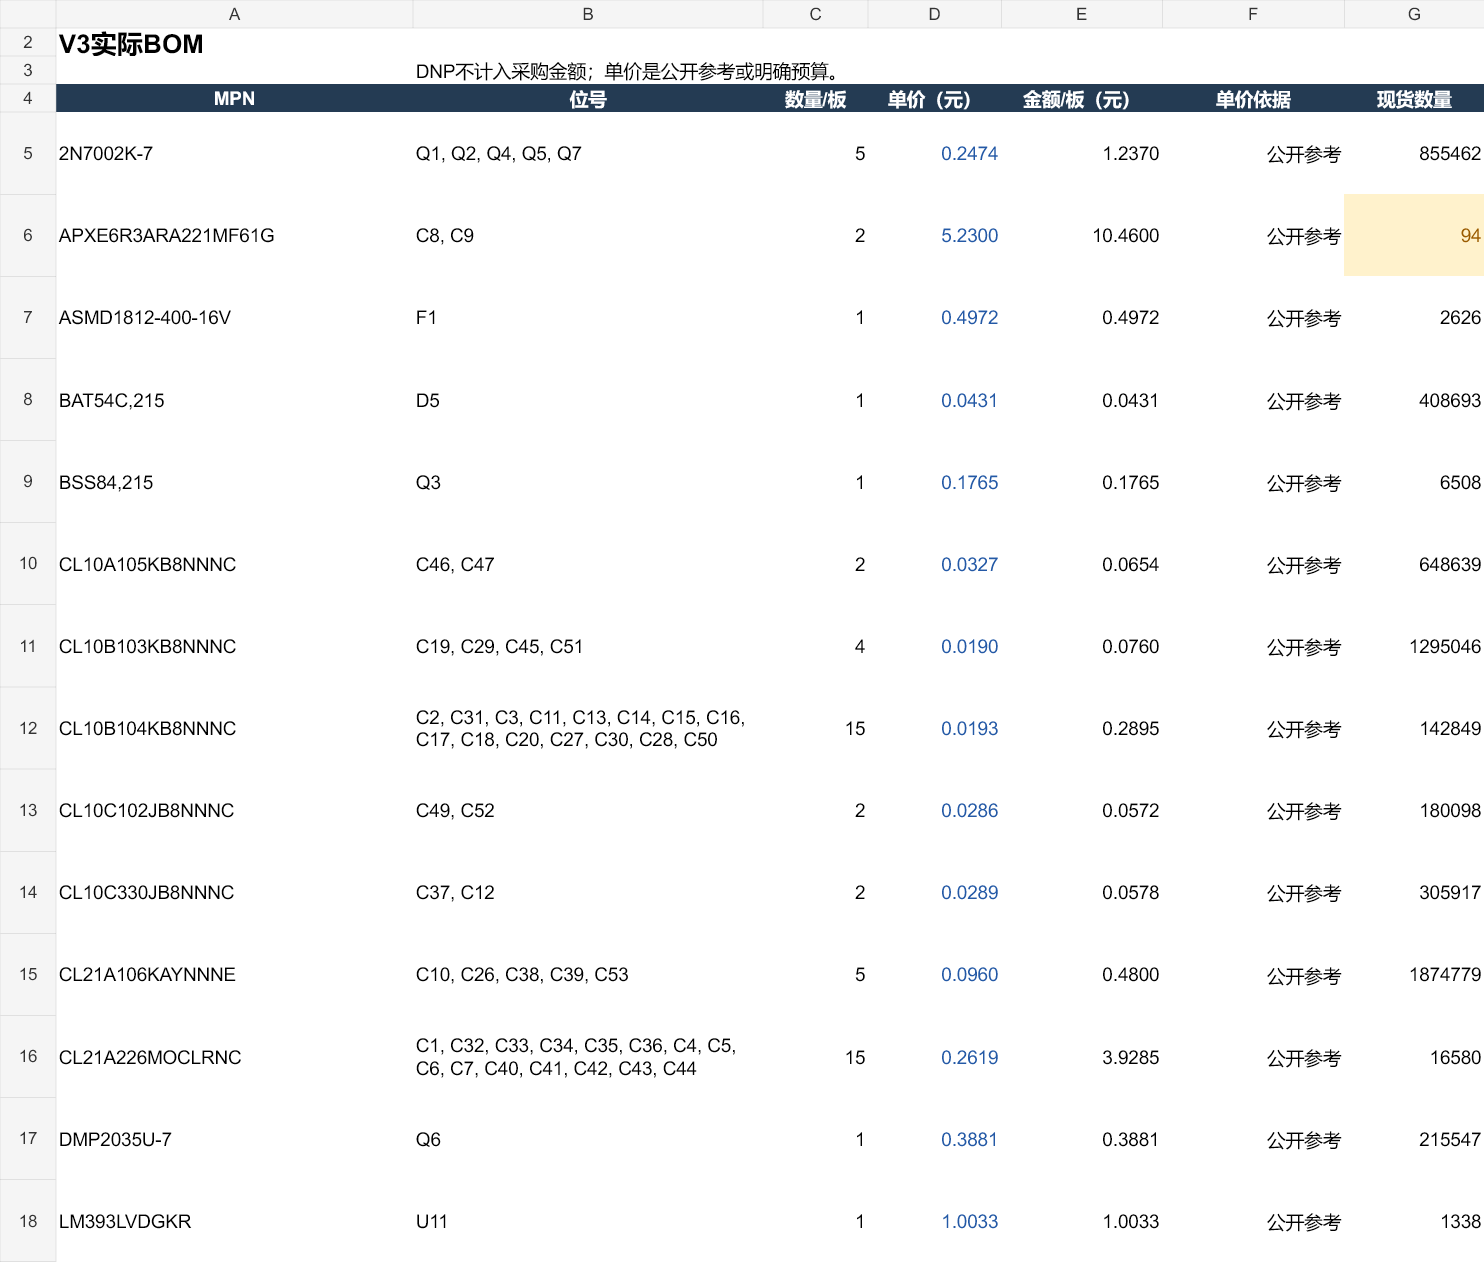 A B C D E F G
2 V3实际BOM
3 DNP不计入采购金额；单价是公开参考或明确预算。
4 MPN 位号 数量/板 单价（元） 金额/板（元） 单价依据 现货数量
5 2N7002K-7 Q1, Q2, Q4, Q5, Q7 5 0.2474 1.2370 公开参考 855462
6 APXE6R3ARA221MF61G C8, C9 2 5.2300 10.4600 公开参考 94
7 ASMD1812-400-16V F1 1 0.4972 0.4972 公开参考 2626
8 BAT54C,215 D5 1 0.0431 0.0431 公开参考 408693
9 BSS84,215 Q3 1 0.1765 0.1765 公开参考 6508
10 CL10A105KB8NNNC C46, C47 2 0.0327 0.0654 公开参考 648639
11 CL10B103KB8NNNC C19, C29, C45, C51 4 0.0190 0.0760 公开参考 1295046
C2, C31, C3, C11, C13, C14, C15, C16,
12 CL10B104KB8NNNC 15 0.0193 0.2895 公开参考 142849
C17, C18, C20, C27, C30, C28, C50
13 CL10C102JB8NNNC C49, C52 2 0.0286 0.0572 公开参考 180098
14 CL10C330JB8NNNC C37, C12 2 0.0289 0.0578 公开参考 305917
15 CL21A106KAYNNNE C10, C26, C38, C39, C53 5 0.0960 0.4800 公开参考 1874779
C1, C32, C33, C34, C35, C36, C4, C5,
16 CL21A226MOCLRNC 15 0.2619 3.9285 公开参考 16580
C6, C7, C40, C41, C42, C43, C44
17 DMP2035U-7 Q6 1 0.3881 0.3881 公开参考 215547
18 LM393LVDGKR U11 1 1.0033 1.0033 公开参考 1338